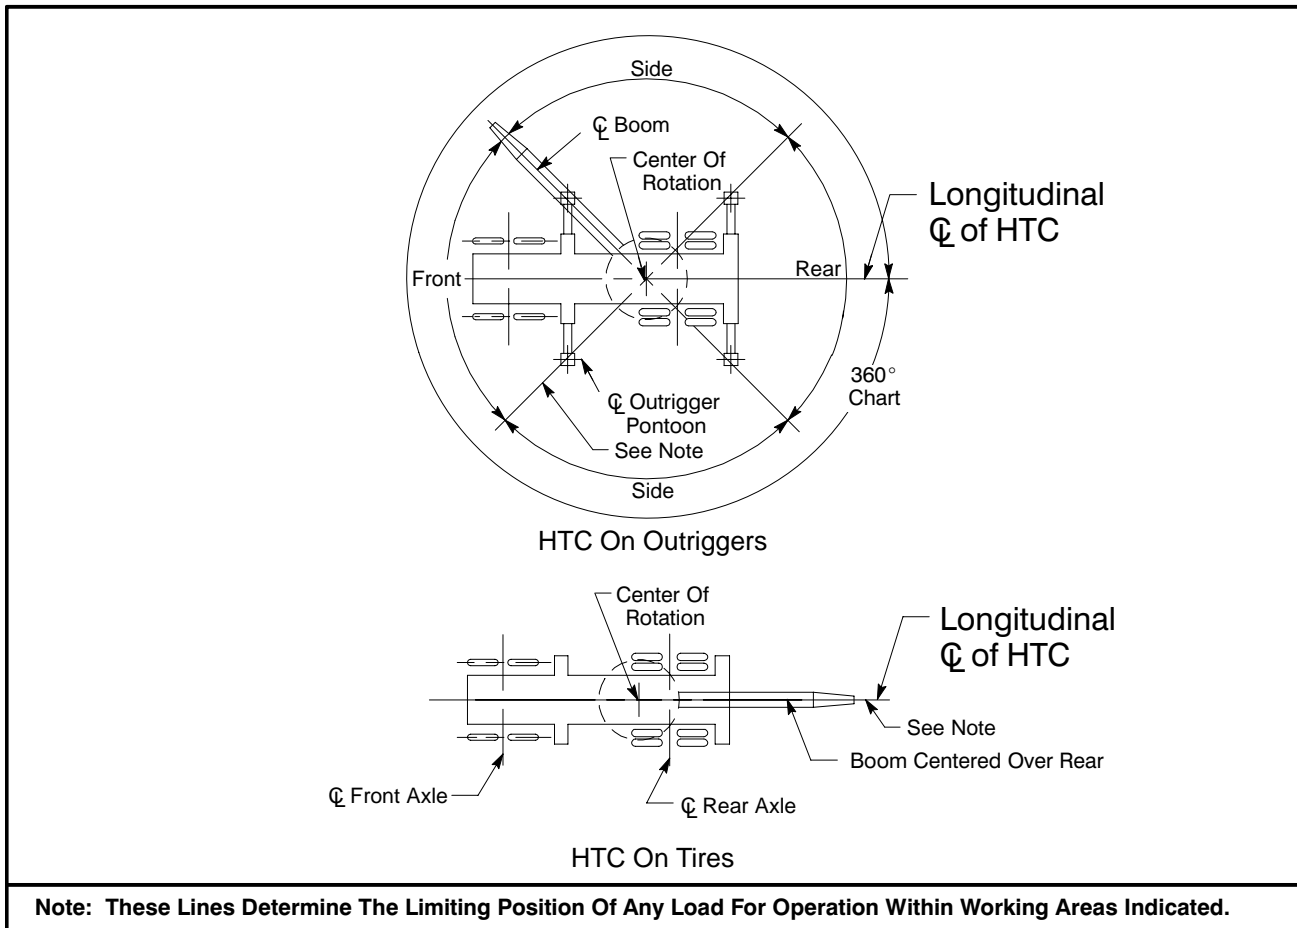 Side
℄ Boom
Center Of
Rotation
Longitudinal
℄ of HTC
Front
Rear
360°
Chart
℄ Outrigger
Pontoon
See Note
Side
HTC On Outriggers
Center Of
Rotation
Longitudinal
℄ of HTC
See Note
Boom Centered Over Rear
℄ Front Axle
℄ Rear Axle
HTC On Tires
Note: These Lines Determine The Limiting Position Of Any Load For Operation Within Working Areas Indicated.